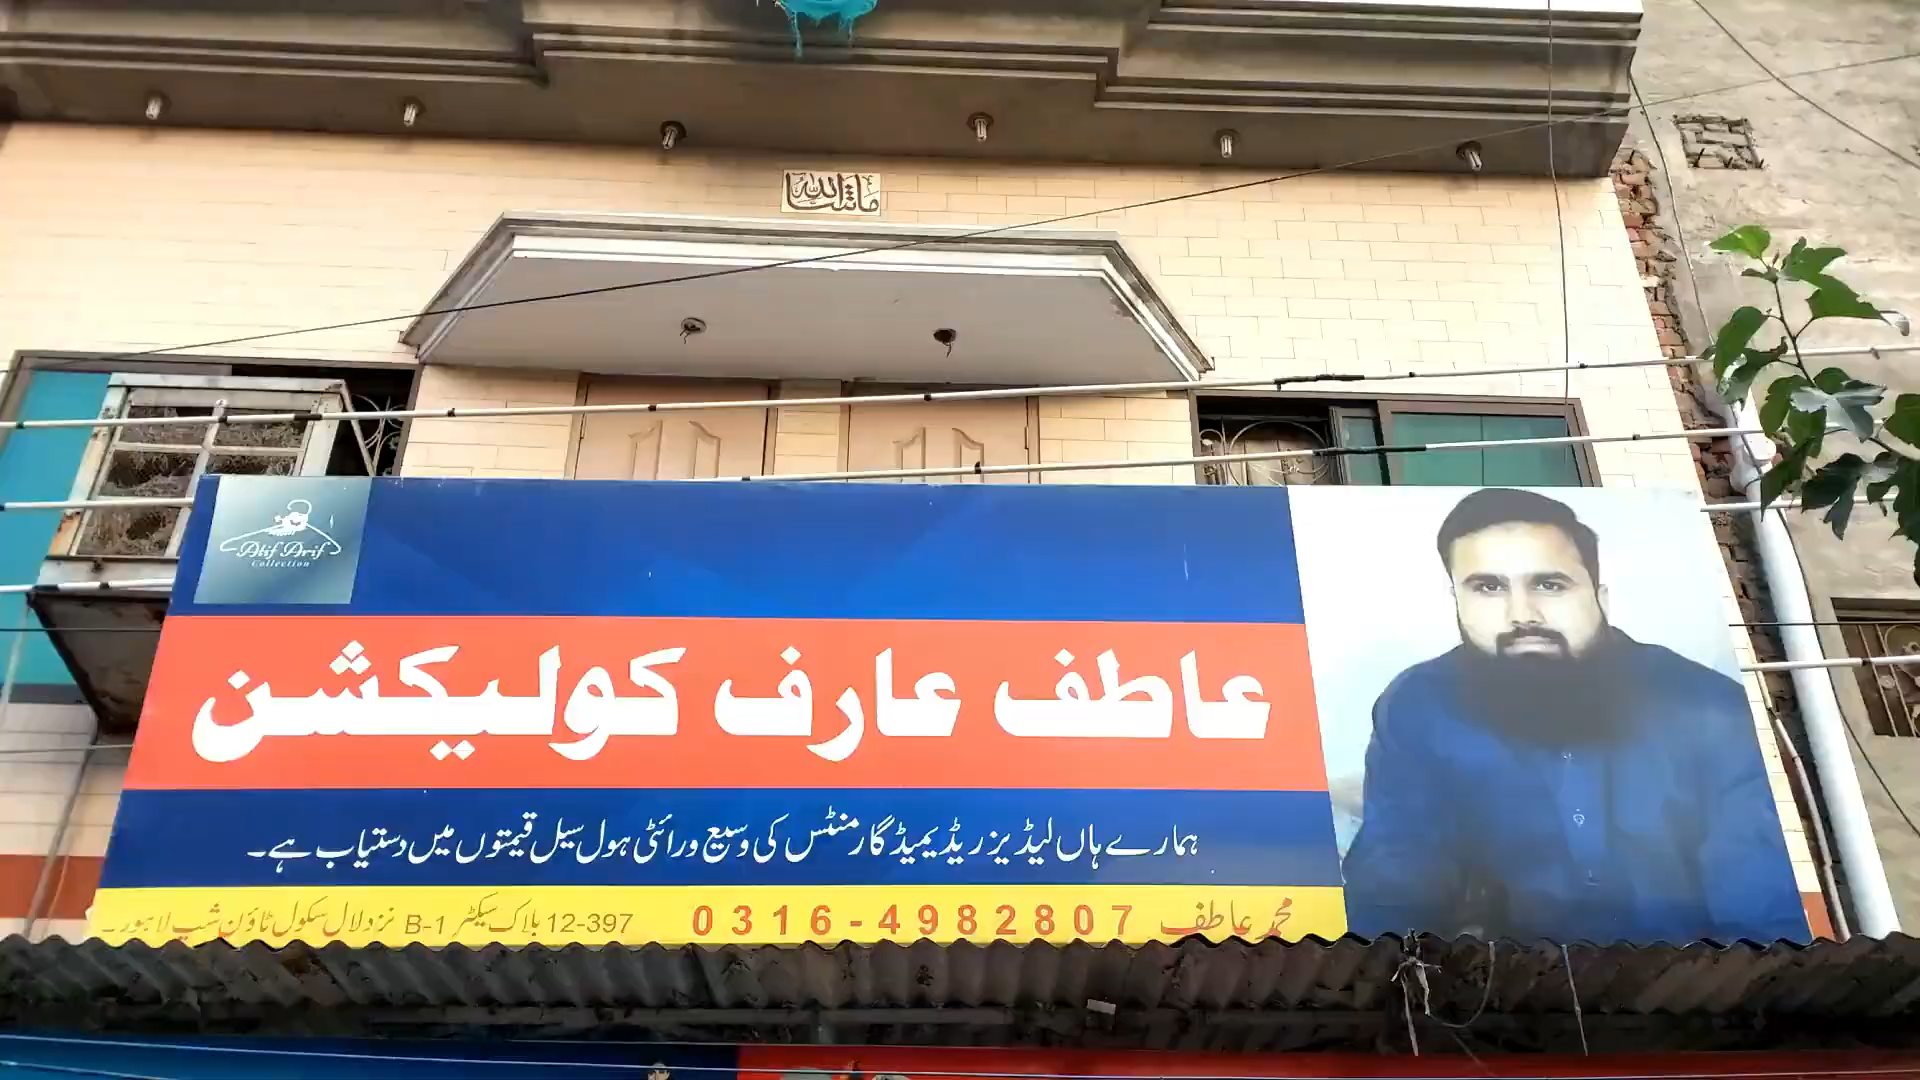 ماشاءاللہ
Atif Arif
Collection
عاطف عارف کولیکشن
ہمارے ہاں لیڈیز ریڈیمیڈ گارمنٹس کی وسیع ورائٹی ہول سیل قیمتوں میں دستیاب ہے۔
محمد عاطف 0316-4982807 12-397 بلاک سیکٹر B-1 نزد لال سکول ٹاؤن شپ لاہور۔